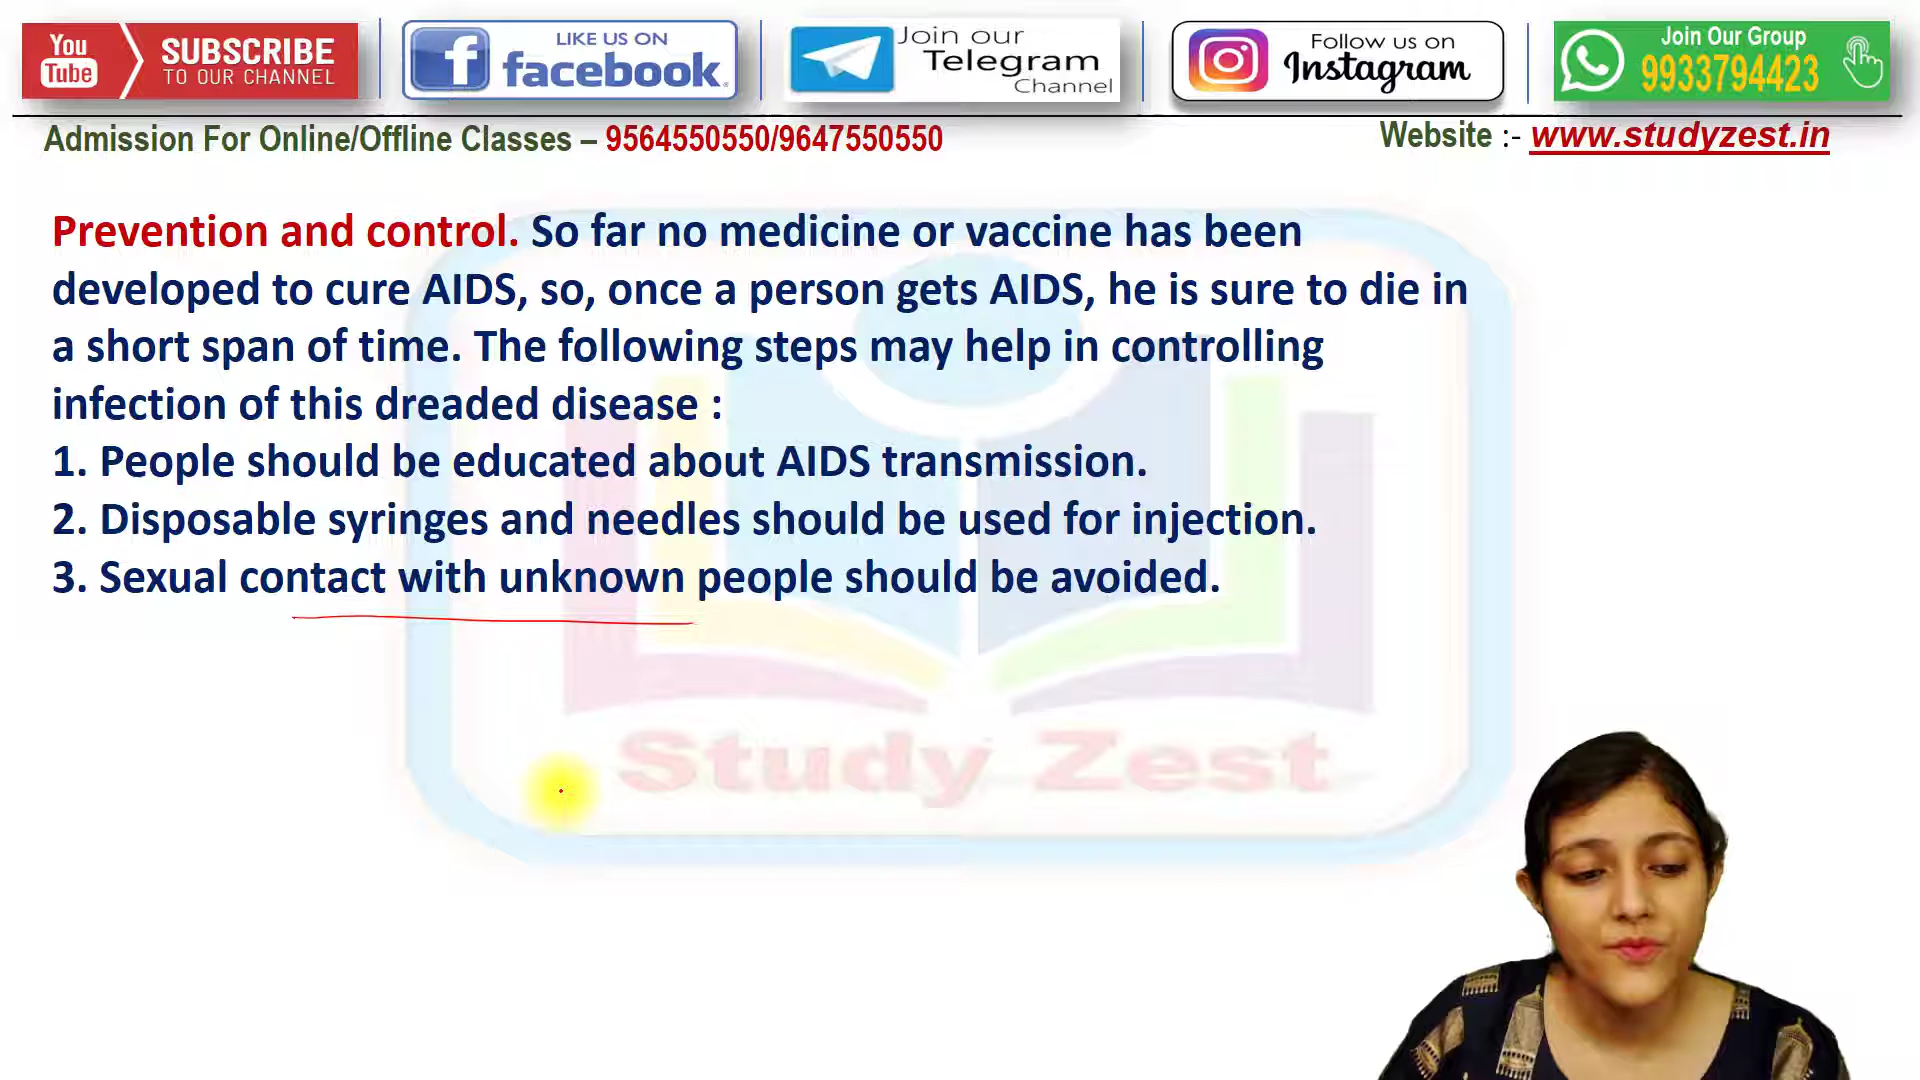 You Tube SUBSCRIBE TO OUR CHANNEL
LIKE US ON facebook.
Join our Telegram Channel
Follow us on Instagram
Join Our Group 9933794423
Admission For Online/Offline Classes – 9564550550/9647550550
Website :- www.studyzest.in
Prevention and control. So far no medicine or vaccine has been
developed to cure AIDS, so, once a person gets AIDS, he is sure to die in
a short span of time. The following steps may help in controlling
infection of this dreaded disease :
1. People should be educated about AIDS transmission.
2. Disposable syringes and needles should be used for injection.
3. Sexual contact with unknown people should be avoided.
Study Zest